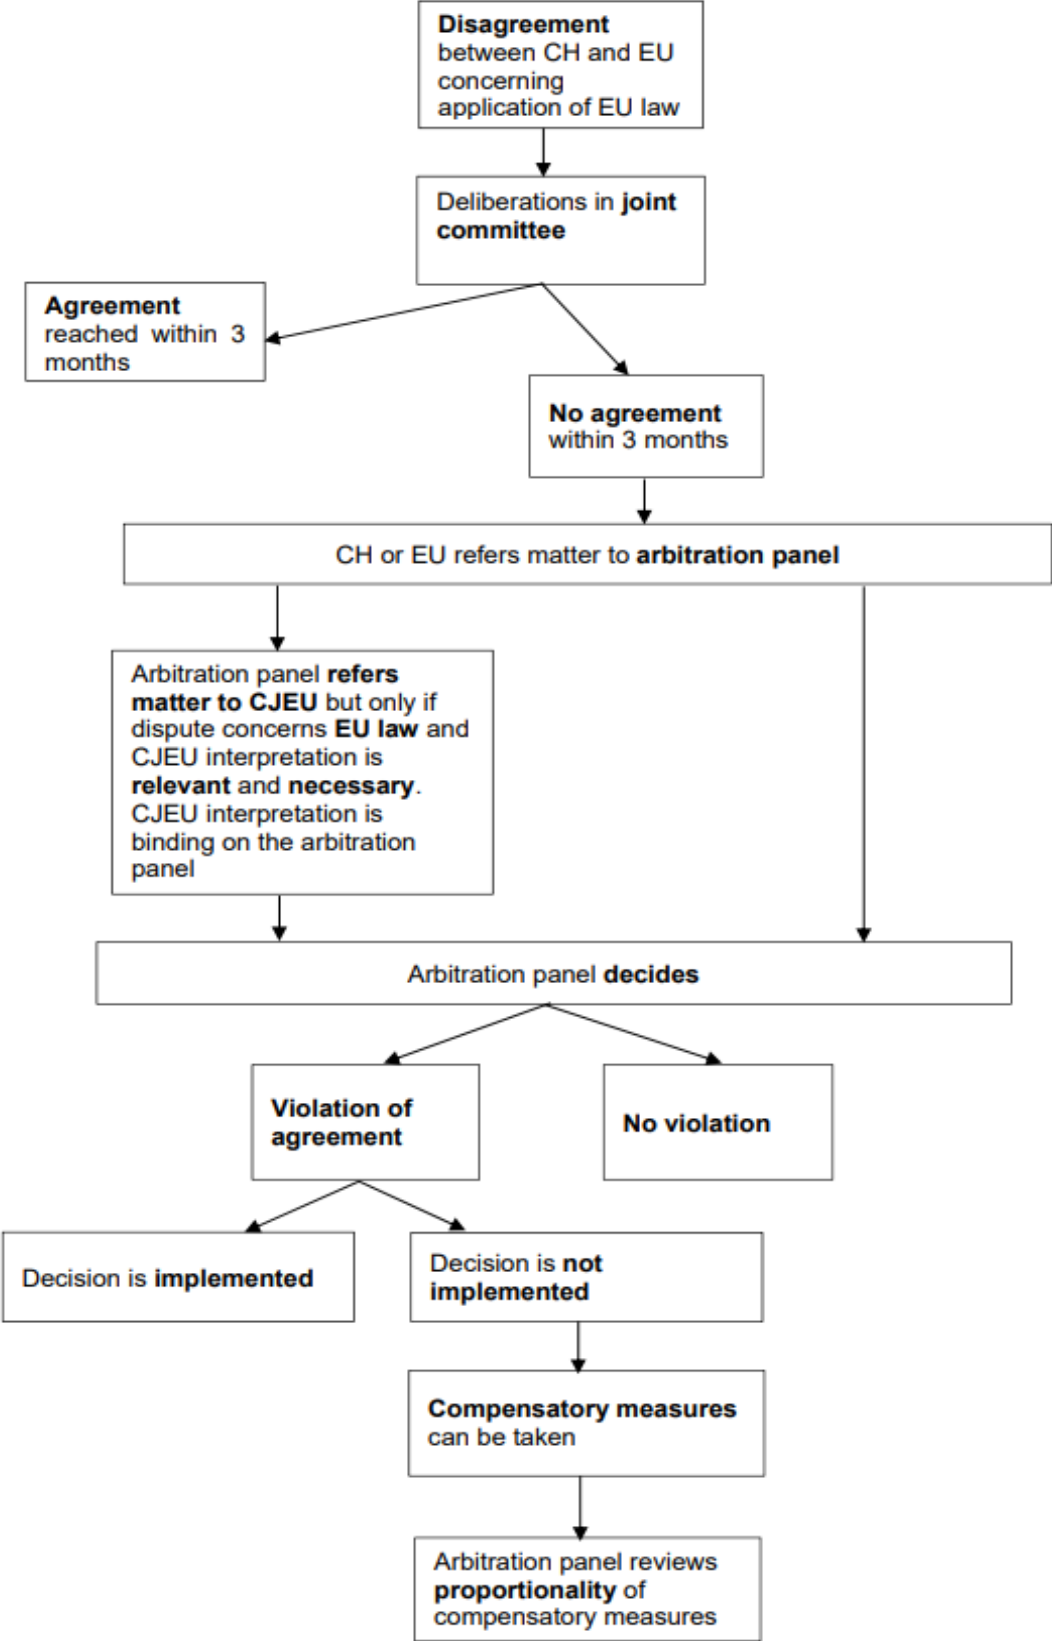 Disagreement
between CH and EU
concerning
application of EU law
Deliberations in joint
committee
Agreement
reached within 3
months
No agreement
within 3 months
CH or EU refers matter to arbitration panel
Arbitration panel refers
matter to CJEU but only if
dispute concerns EU law and
CJEU interpretation is
relevant and necessary.
CJEU interpretation is
binding on the arbitration
panel
Arbitration panel decides
Violation of
agreement
No violation
Decision is implemented
Decision is not
implemented
Compensatory measures
can be taken
Arbitration panel reviews
proportionality of
compensatory measures